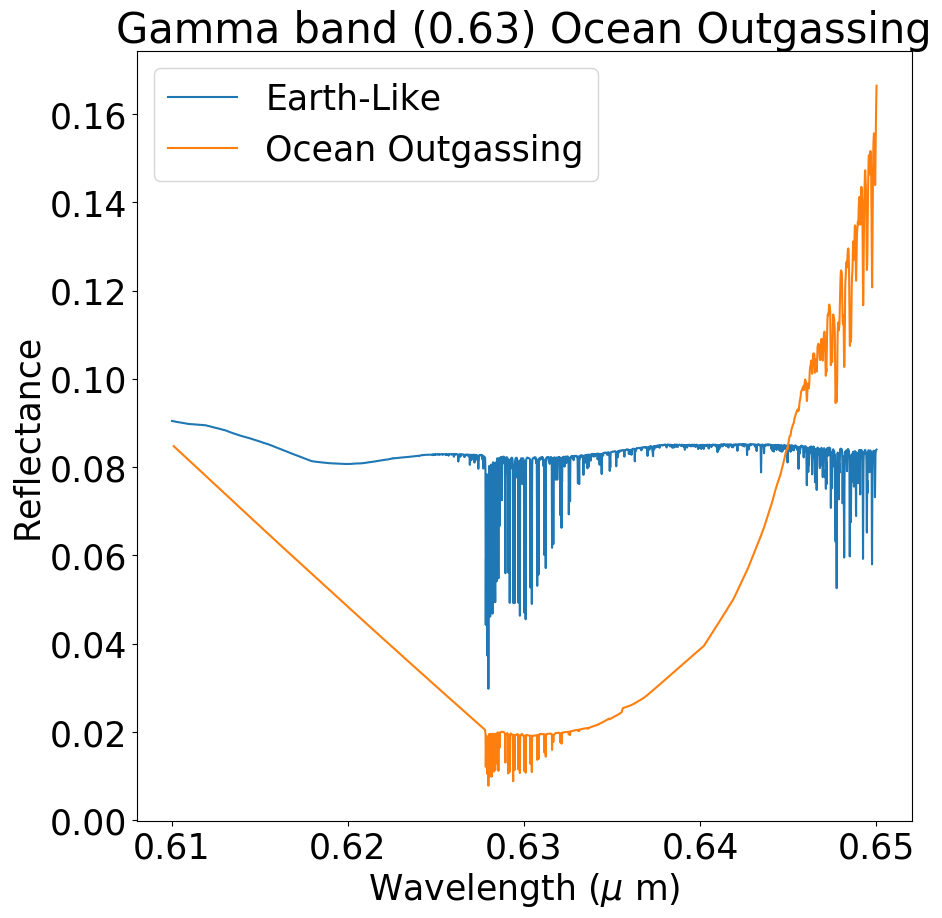 Gamma band (0.63) Ocean Outgassing
Earth-Like
Ocean Outgassing
Reflectance
0.16
0.14
0.12
0.10
0.08
0.06
0.04
0.02
0.00
0.61 0.62 0.63 0.64 0.65
Wavelength (μ m)